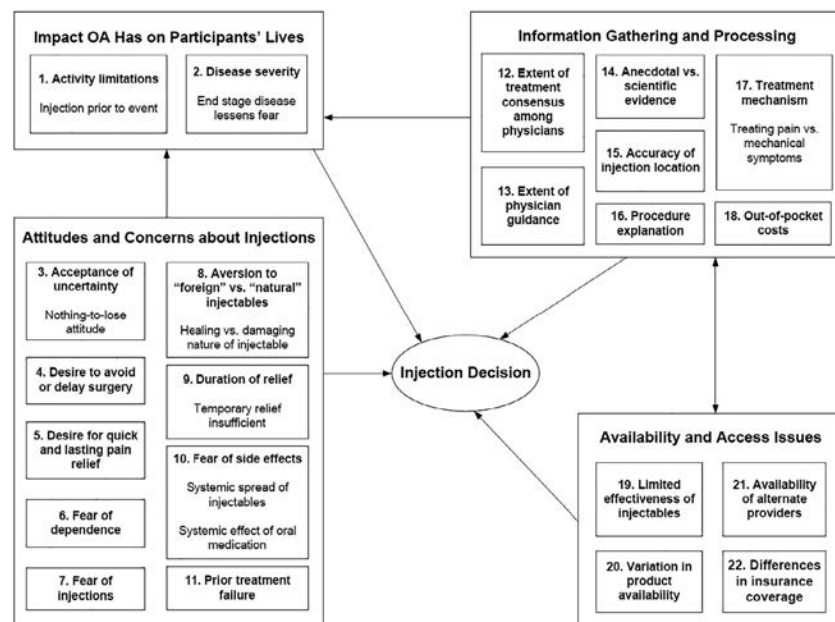 Impact OA Has on Participants' Lives
1. Activity limitations
Injection prior to event
2. Disease severity
End stage disease
lessens fear
Information Gathering and Processing
12. Extent of
treatment
consensus
among
physicians
13. Extent of
physician
guidance
14. Anecdotal vs.
scientific
evidence
15. Accuracy of
injection location
16. Procedure
explanation
17. Treatment
mechanism
Treating pain vs.
mechanical
symptoms
18. Out-of-pocket
costs
Attitudes and Concerns about Injections
3. Acceptance of
uncertainty
Nothing-to-lose
attitude
4. Desire to avoid
or delay surgery
5. Desire for quick
and lasting pain
relief
6. Fear of
dependence
7. Fear of
injections
8. Aversion to
"foreign" vs. "natural"
injectables
Healing vs. damaging
nature of injectable
9. Duration of relief
Temporary relief
insufficient
10. Fear of side effects
Systemic spread of
injectables
Systemic effect of oral
medication
11. Prior treatment
failure
Injection Decision
Availability and Access Issues
19. Limited
effectiveness of
injectables
20. Variation in
product
availability
21. Availability
of alternate
providers
22. Differences
in insurance
coverage